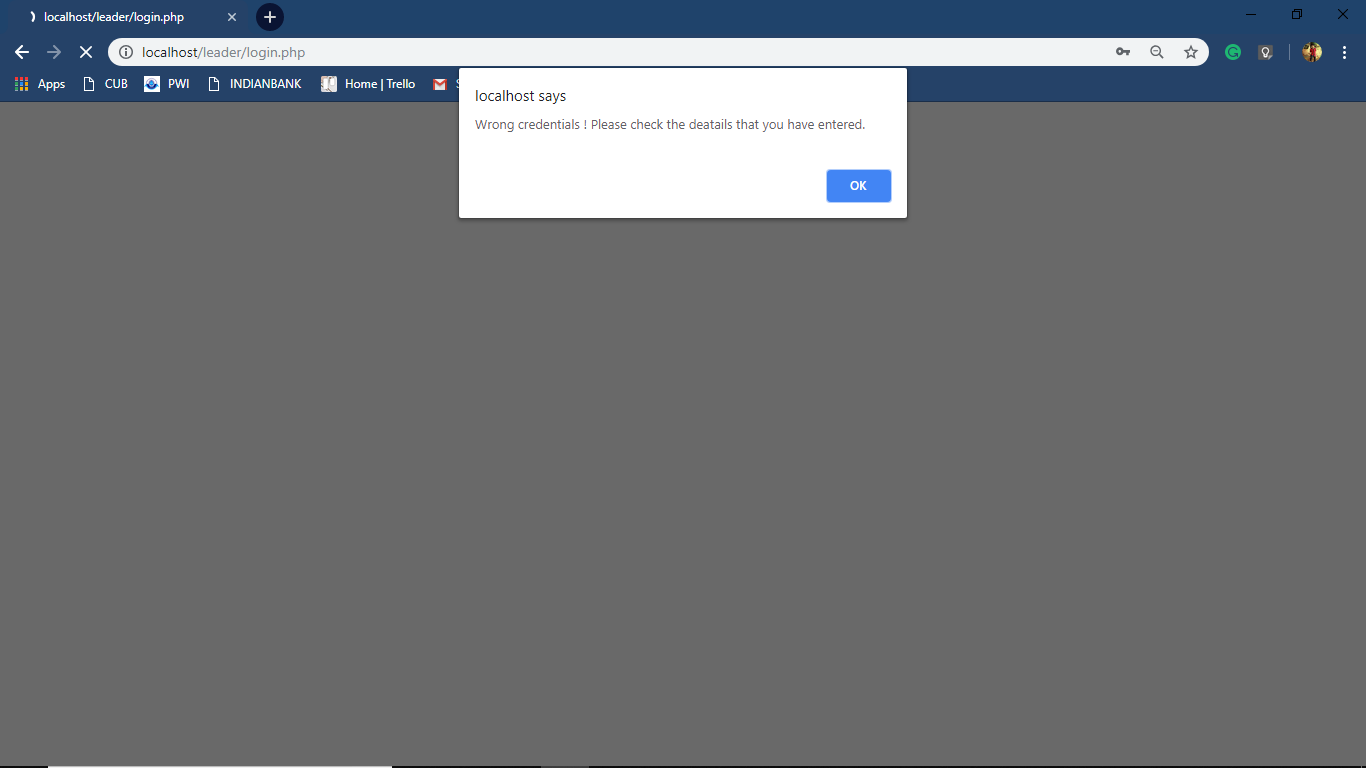 localhost/leader/login.php
localhost/leader/login.php
Apps CUB PWI INDIANBANK Home | Trello
localhost says
Wrong credentials ! Please check the deatails that you have entered.
OK